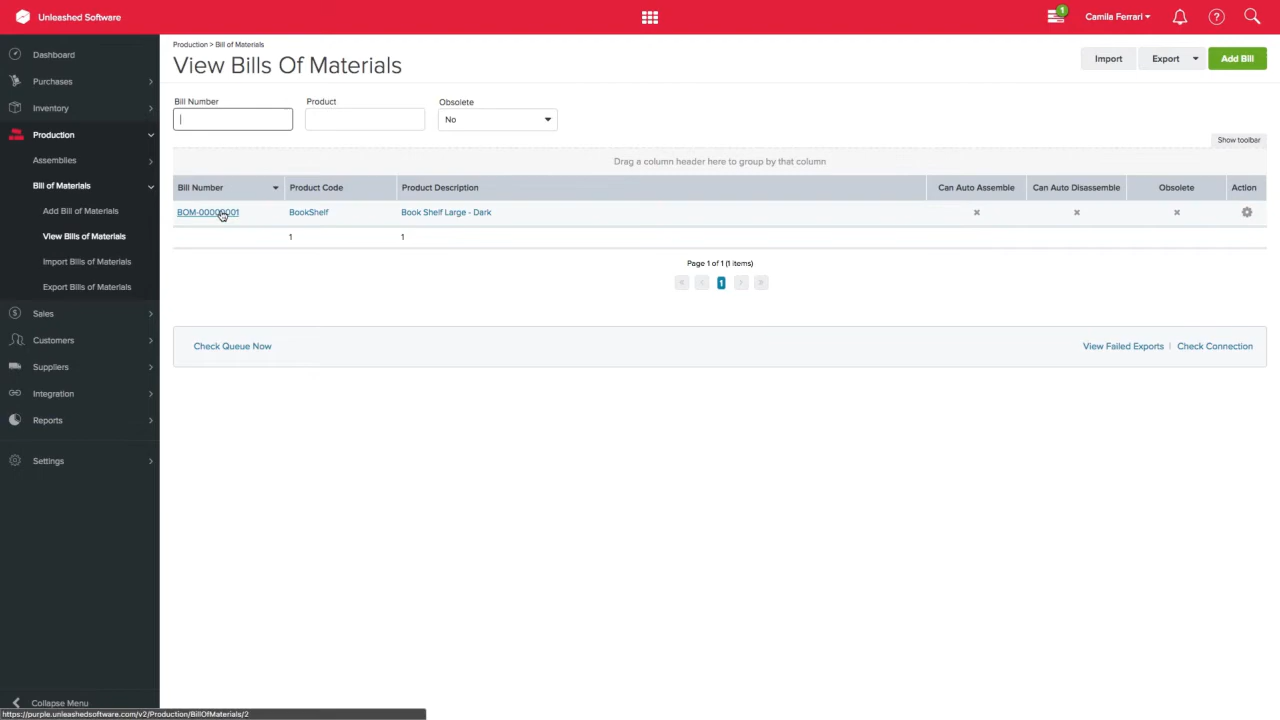 Unleashed Software
1
Camila Ferrari
?
Dashboard
Purchases
Inventory
Production
Assemblies
Bill of Materials
Add Bill of Materials
View Bills of Materials
Import Bills of Materials
Export Bills of Materials
Sales
Customers
Suppliers
Integration
Reports
Settings
Collapse Menu
Production > Bill of Materials
View Bills Of Materials
Import
Export
Add Bill
Bill Number
Product
Obsolete
No
Show toolbar
Drag a column header here to group by that column
Bill Number Product Code Product Description Can Auto Assemble Can Auto Disassemble Obsolete Action
BOM-00000001 BookShelf Book Shelf Large - Dark
1 1
Page 1 of 1 (1 items)
« ‹ 1 › »
Check Queue Now
View Failed Exports | Check Connection
https://purple.unleashedsoftware.com/v2/Production/BillOfMaterials/2